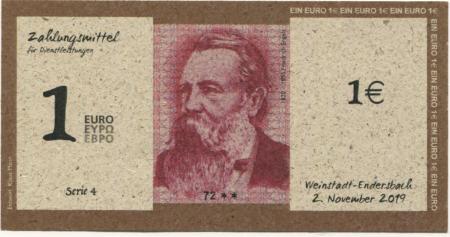 EIN EURO 1€ EIN EURO 1€ EIN EURO 1€
Zahlungsmittel
für Dienstleistungen
1
EURO
ΕΥΡΩ
ЕВРО
1€
Serie 4
72 **
Weinstadt-Endersbach
2. November 2019
EIN EURO 1€ EIN EURO 1€ EIN EURO 1€ EIN EURO